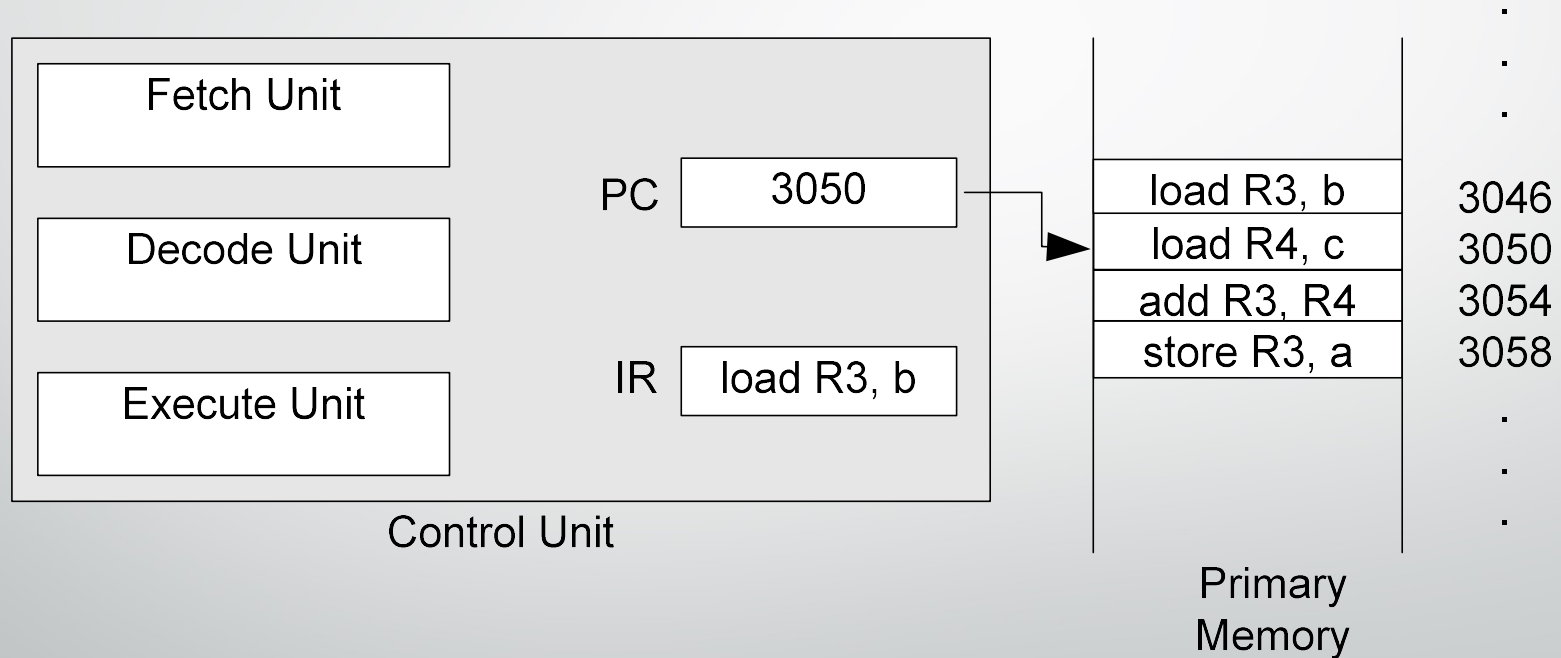 Fetch Unit
Decode Unit
Execute Unit
PC
3050
IR
load R3, b
Control Unit
load R3, b 3046
load R4, c 3050
add R3, R4 3054
store R3, a 3058
Primary
Memory